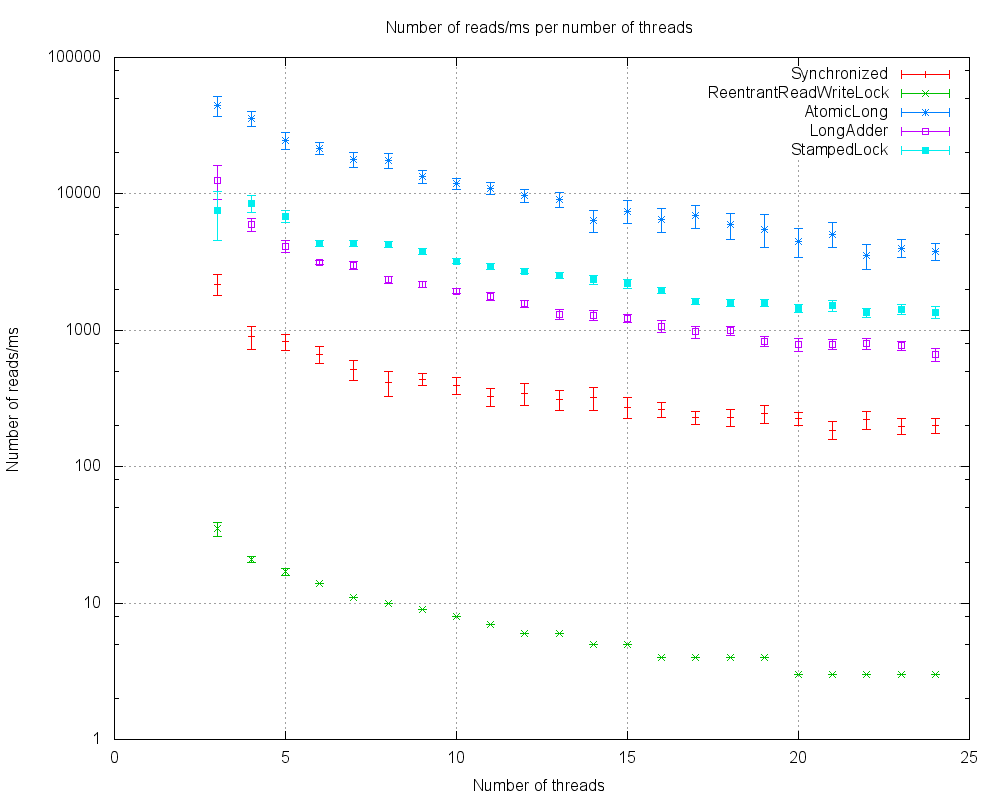 Number of reads/ms per number of threads
100000
10000
1000
100
10
1
Number of reads/ms
Synchronized
ReentrantReadWriteLock
AtomicLong
LongAdder
StampedLock
0 5 10 15 20 25
Number of threads